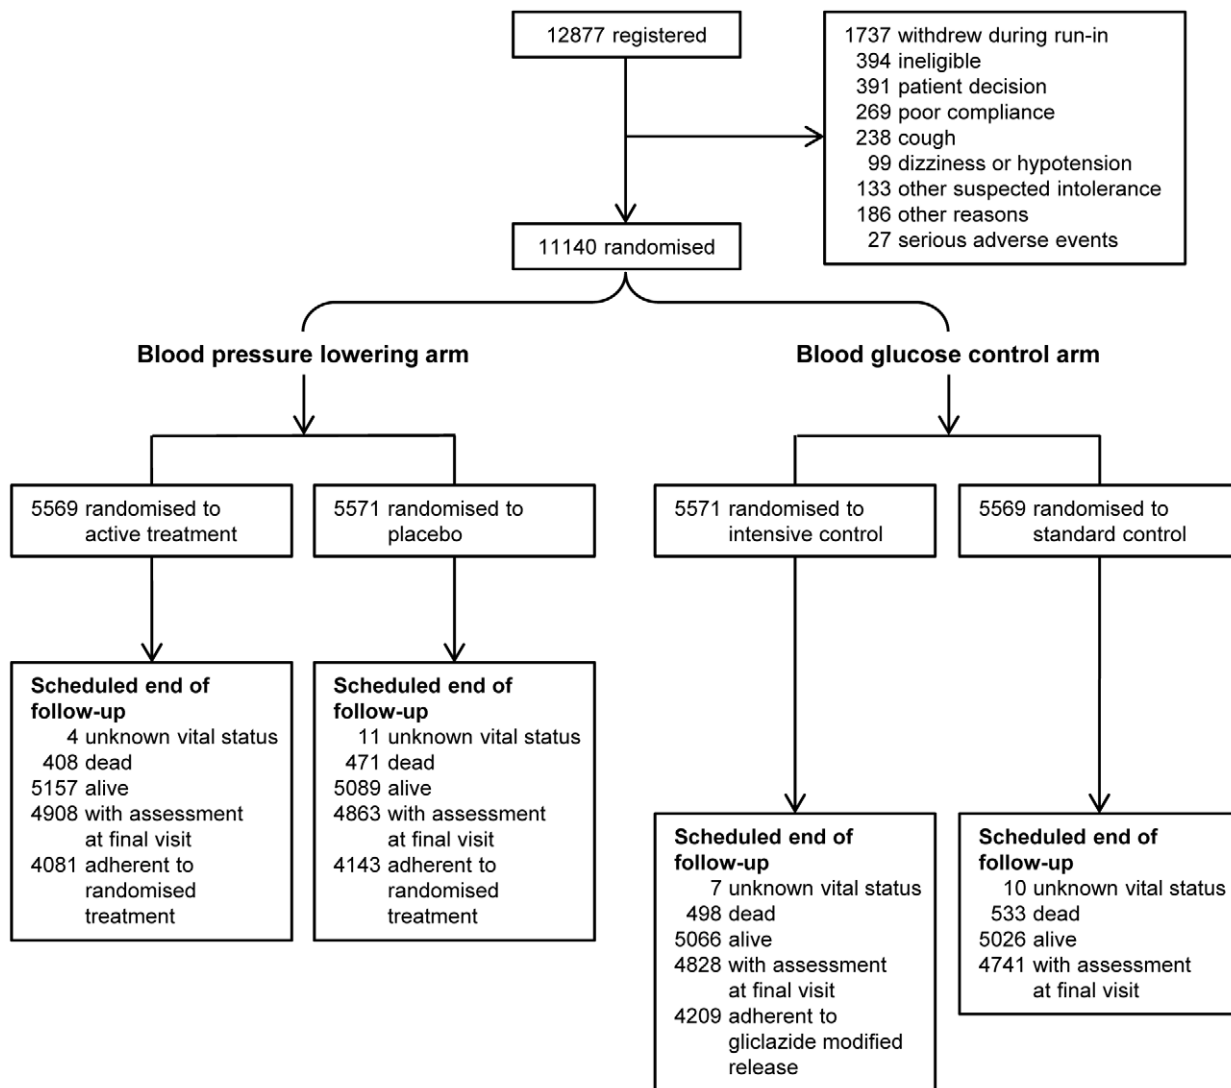 12877 registered
1737 withdrew during run-in
394 ineligible
391 patient decision
269 poor compliance
238 cough
99 dizziness or hypotension
133 other suspected intolerance
186 other reasons
27 serious adverse events
11140 randomised
Blood pressure lowering arm
Blood glucose control arm
5569 randomised to
active treatment
5571 randomised to
placebo
5571 randomised to
intensive control
5569 randomised to
standard control
Scheduled end of
follow-up
4 unknown vital status
408 dead
5157 alive
4908 with assessment
at final visit
4081 adherent to
randomised
treatment
Scheduled end of
follow-up
11 unknown vital status
471 dead
5089 alive
4863 with assessment
at final visit
4143 adherent to
randomised
treatment
Scheduled end of
follow-up
7 unknown vital status
498 dead
5066 alive
4828 with assessment
at final visit
4209 adherent to
gliclazide modified
release
Scheduled end of
follow-up
10 unknown vital status
533 dead
5026 alive
4741 with assessment
at final visit